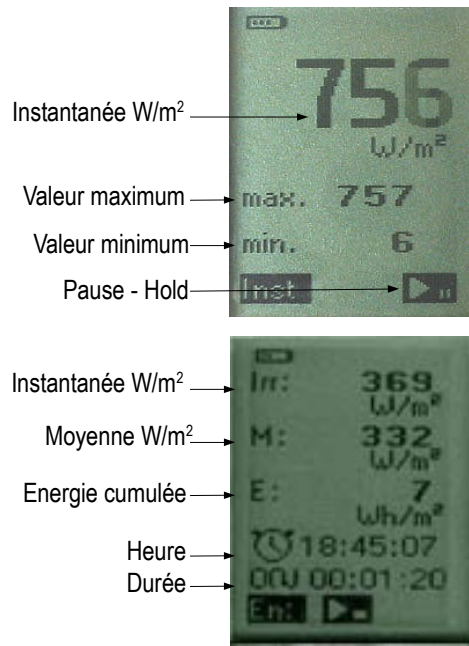 Instantanée W/m² 756
W/m²
Valeur maximum max. 757
Valeur minimum min. 6
Pause - Hold Inst
Instantanée W/m² Irr: 369
W/m²
Moyenne W/m² M: 332
W/m²
Energie cumulée E: 7
Wh/m²
Heure 18:45:07
Durée 00:01:20
En: